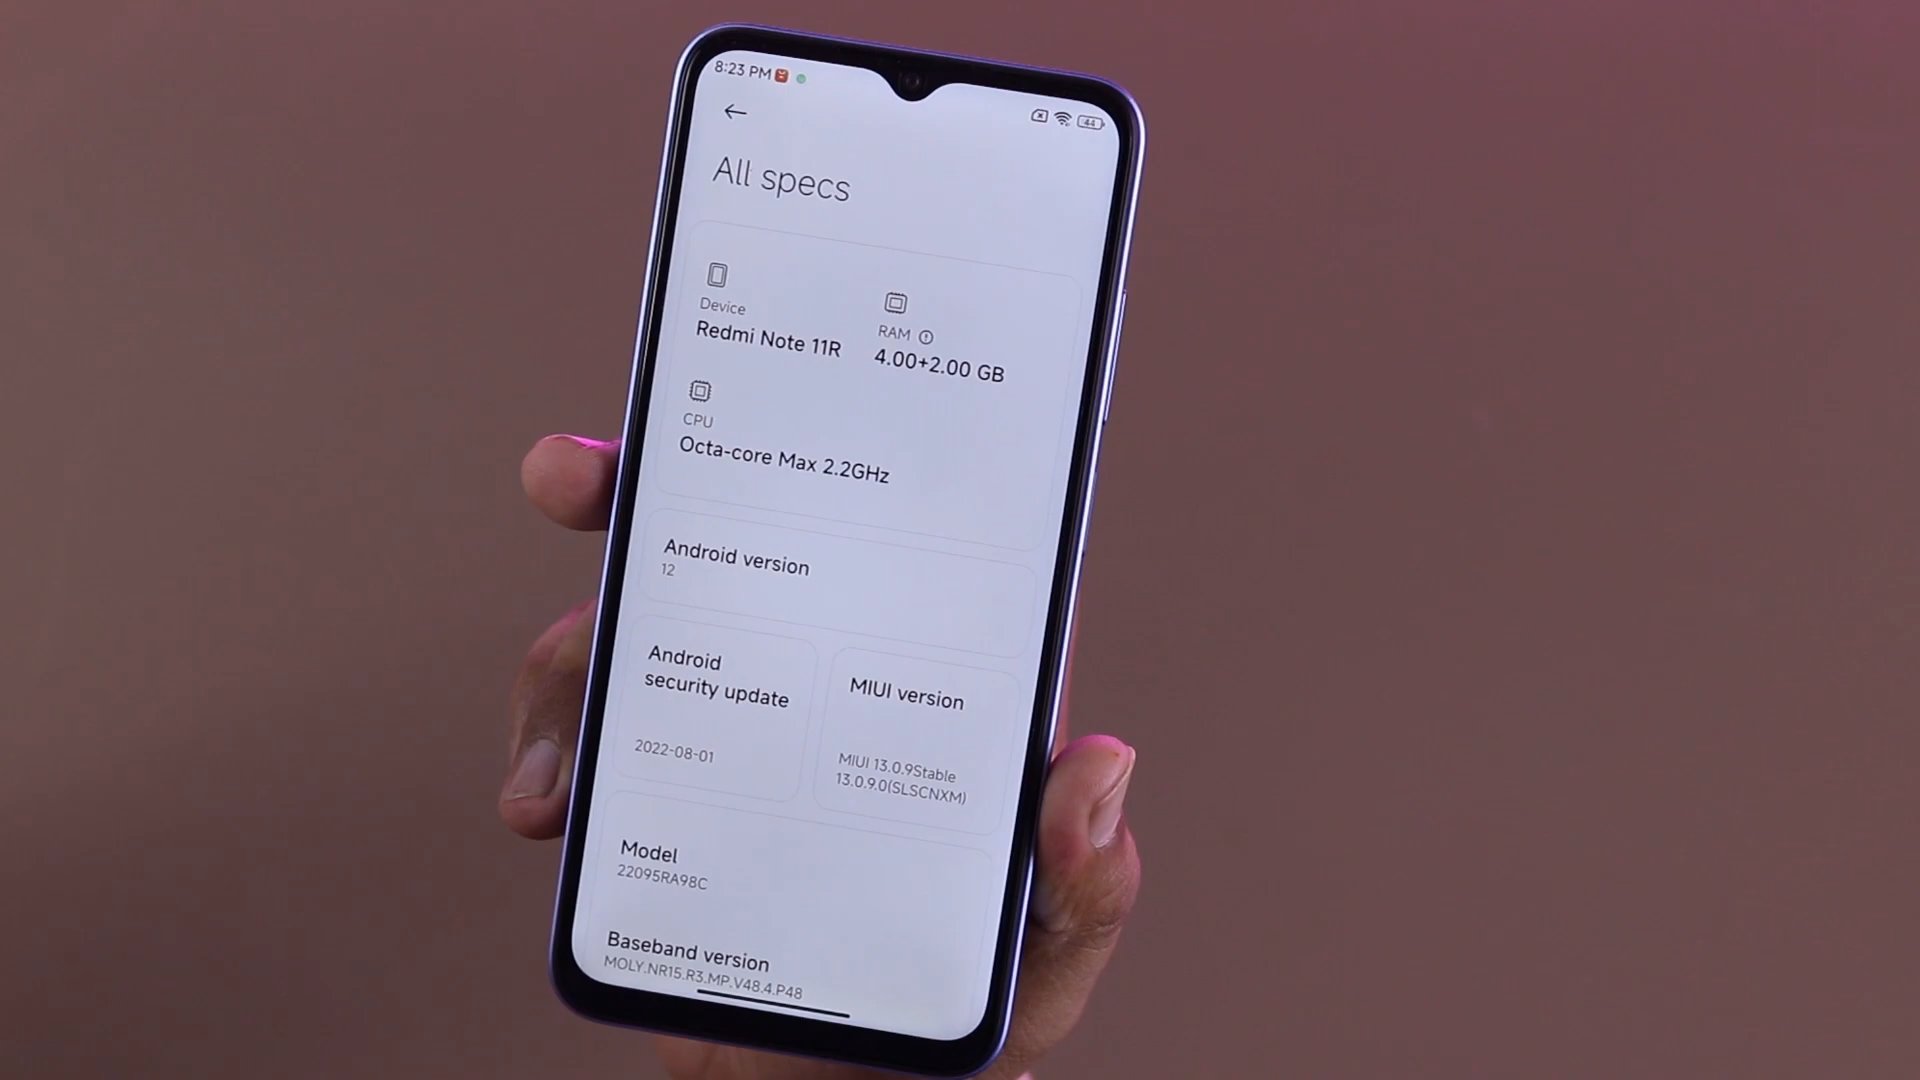 8:23 PM
44
All specs
Device
Redmi Note 11R
RAM
4.00+2.00 GB
CPU
Octa-core Max 2.2GHz
Android version
12
Android
security update
2022-08-01
MIUI version
MIUI 13.0.9Stable
13.0.9.0(SLSCNXM)
Model
22095RA98C
Baseband version
MOLY.NR15.R3.MP.V48.4.P48